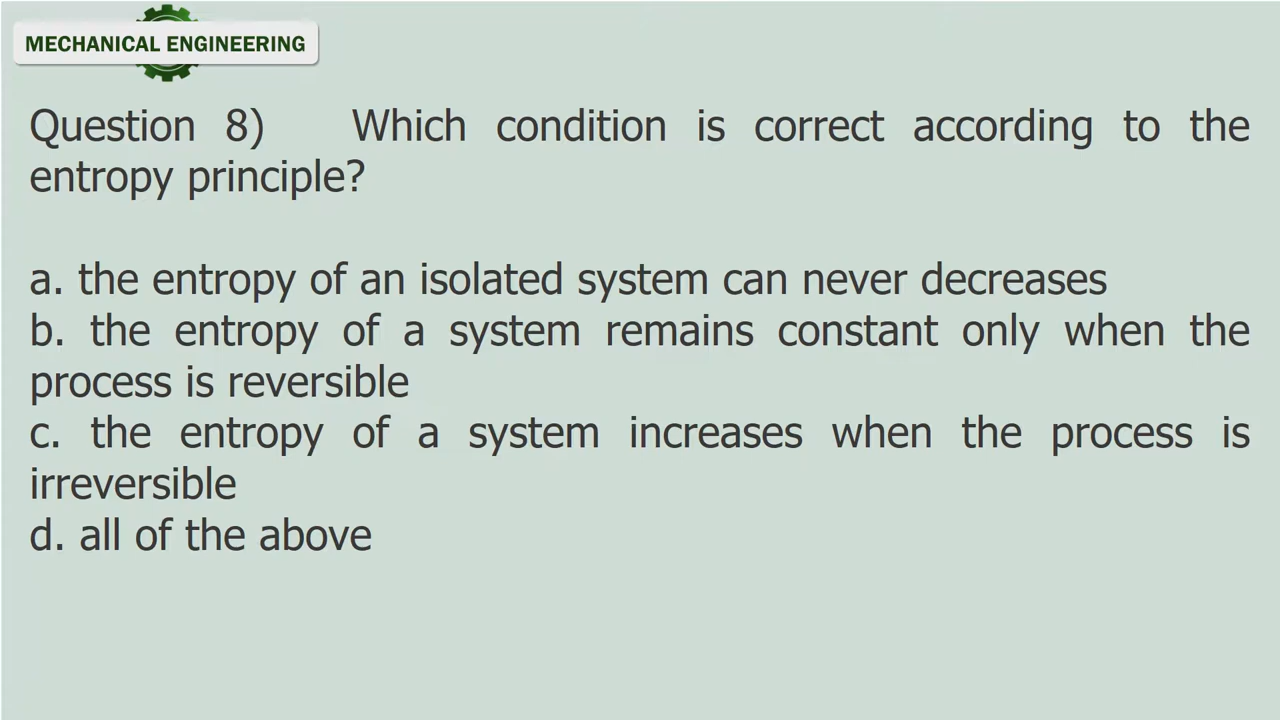 MECHANICAL ENGINEERING
Question 8) Which condition is correct according to the
entropy principle?
a. the entropy of an isolated system can never decreases
b. the entropy of a system remains constant only when the
process is reversible
c. the entropy of a system increases when the process is
irreversible
d. all of the above